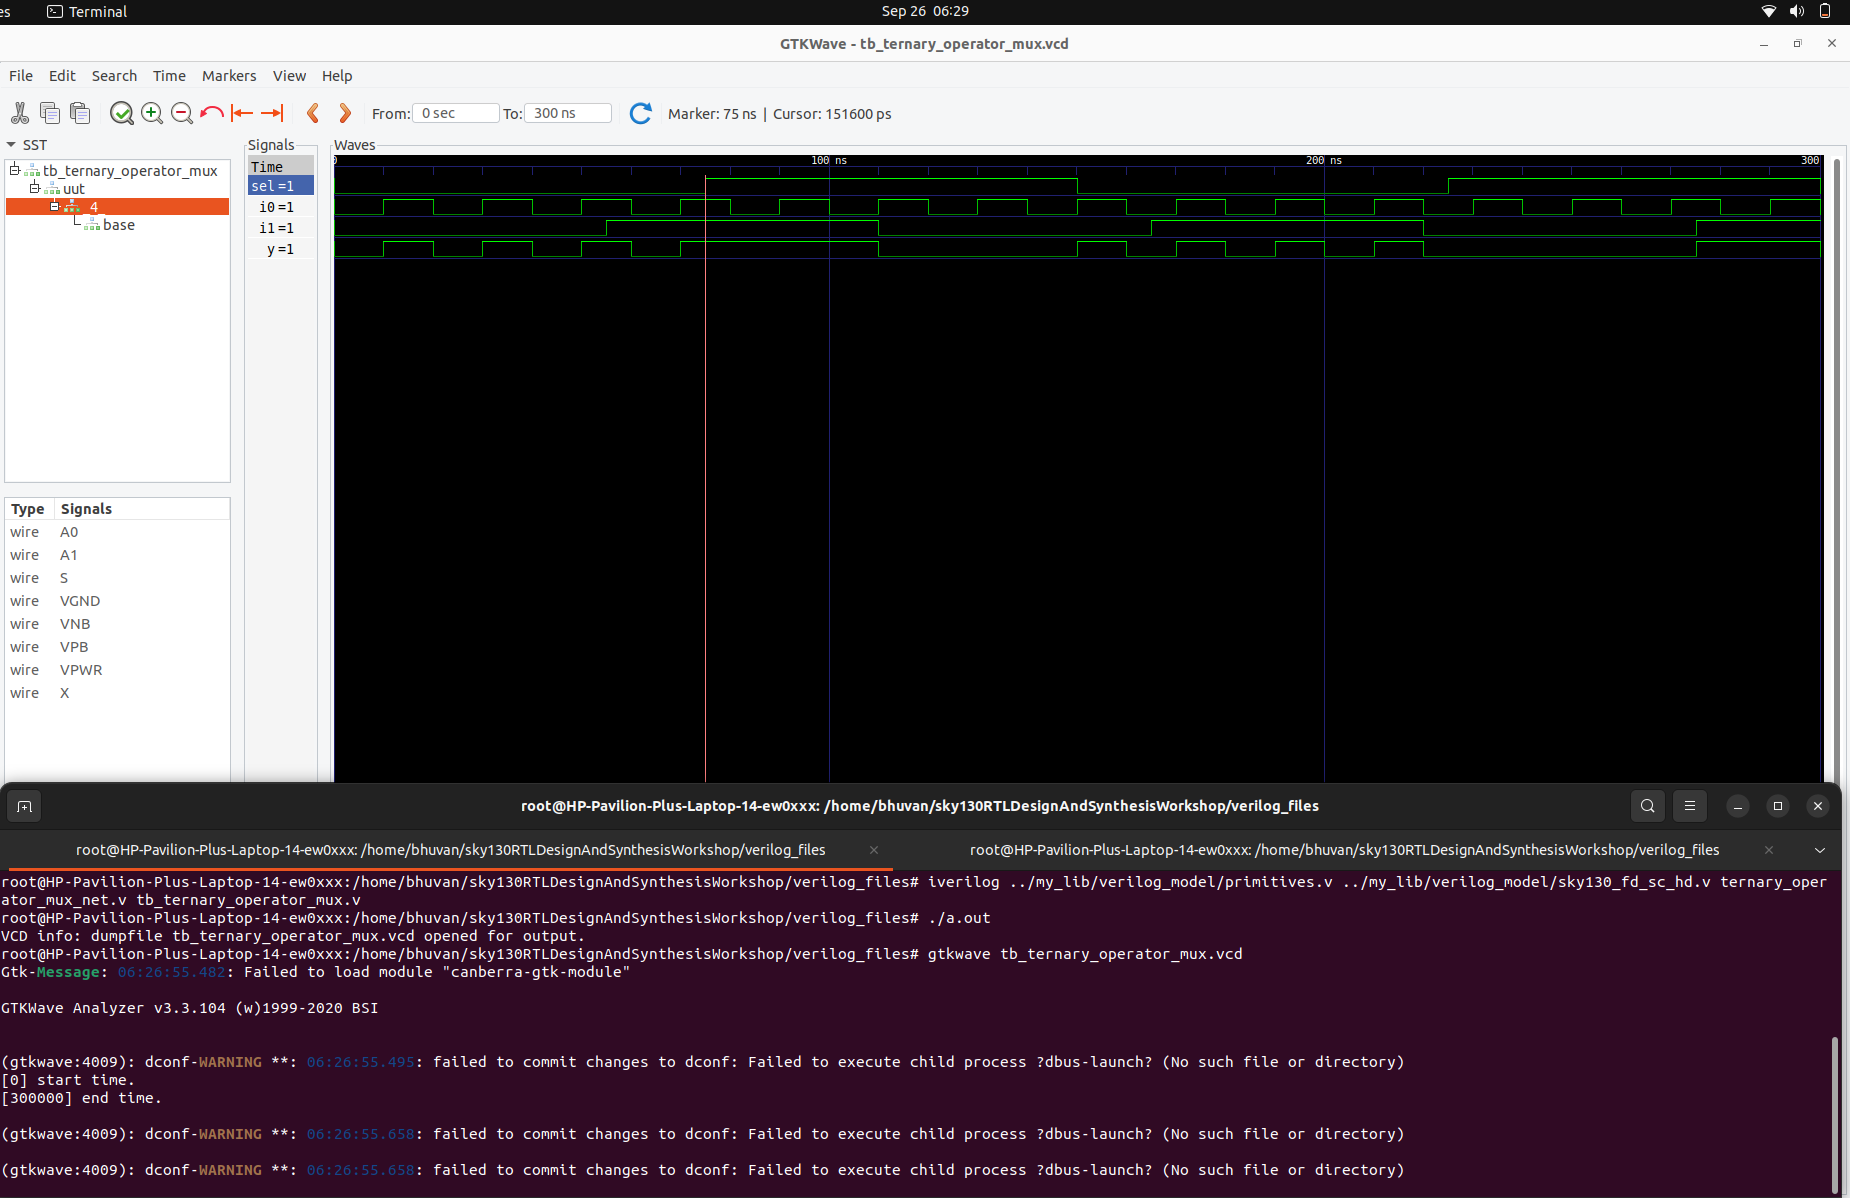 es Terminal Sep 26 06:29
GTKWave - tb_ternary_operator_mux.vcd
File Edit Search Time Markers View Help
From: 0 sec To: 300 ns Marker: 75 ns | Cursor: 151600 ps
SST
tb_ternary_operator_mux
uut
_4_
base
Type Signals
wire A0
wire A1
wire S
wire VGND
wire VNB
wire VPB
wire VPWR
wire X
Signals
Time
sel =1
i0 =1
i1 =1
y =1
Waves
0 100 ns 200 ns 300
root@HP-Pavilion-Plus-Laptop-14-ew0xxx: /home/bhuvan/sky130RTLDesignAndSynthesisWorkshop/verilog_files
root@HP-Pavilion-Plus-Laptop-14-ew0xxx: /home/bhuvan/sky130RTLDesignAndSynthesisWorkshop/verilog_files root@HP-Pavilion-Plus-Laptop-14-ew0xxx: /home/bhuvan/sky130RTLDesignAndSynthesisWorkshop/verilog_files
root@HP-Pavilion-Plus-Laptop-14-ew0xxx:/home/bhuvan/sky130RTLDesignAndSynthesisWorkshop/verilog_files# iverilog ../my_lib/verilog_model/primitives.v ../my_lib/verilog_model/sky130_fd_sc_hd.v ternary_oper
ator_mux_net.v tb_ternary_operator_mux.v
root@HP-Pavilion-Plus-Laptop-14-ew0xxx:/home/bhuvan/sky130RTLDesignAndSynthesisWorkshop/verilog_files# ./a.out
VCD info: dumpfile tb_ternary_operator_mux.vcd opened for output.
root@HP-Pavilion-Plus-Laptop-14-ew0xxx:/home/bhuvan/sky130RTLDesignAndSynthesisWorkshop/verilog_files# gtkwave tb_ternary_operator_mux.vcd
Gtk-Message: 06:26:55.482: Failed to load module "canberra-gtk-module"
GTKWave Analyzer v3.3.104 (w)1999-2020 BSI
(gtkwave:4009): dconf-WARNING **: 06:26:55.495: failed to commit changes to dconf: Failed to execute child process ?dbus-launch? (No such file or directory)
[0] start time.
[300000] end time.
(gtkwave:4009): dconf-WARNING **: 06:26:55.658: failed to commit changes to dconf: Failed to execute child process ?dbus-launch? (No such file or directory)
(gtkwave:4009): dconf-WARNING **: 06:26:55.658: failed to commit changes to dconf: Failed to execute child process ?dbus-launch? (No such file or directory)